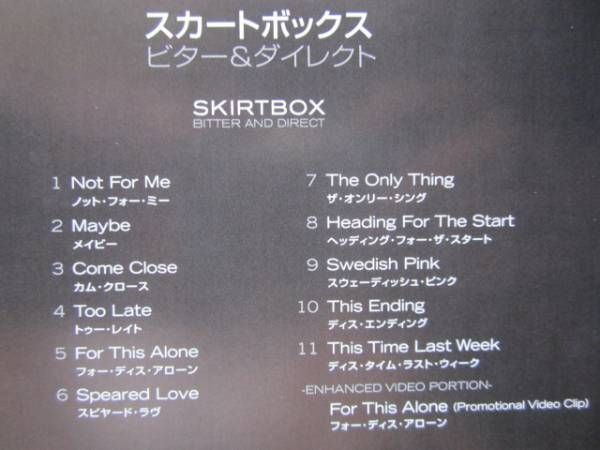 スカートボックス
ビター&ダイレクト
SKIRTBOX
BITTER AND DIRECT
1 Not For Me
ノット・フォー・ミー
2 Maybe
メイビー
3 Come Close
カム・クロース
4 Too Late
トゥー・レイト
5 For This Alone
フォー・ディス・アローン
6 Speared Love
スピヤード・ラヴ
7 The Only Thing
ザ・オンリー・シング
8 Heading For The Start
ヘッディング・フォー・ザ・スタート
9 Swedish Pink
スウェーディッシュ・ピンク
10 This Ending
ディス・エンディング
11 This Time Last Week
ディス・タイム・ラスト・ウィーク
-ENHANCED VIDEO PORTION-
For This Alone (Promotional Video Clip)
フォー・ディス・アローン